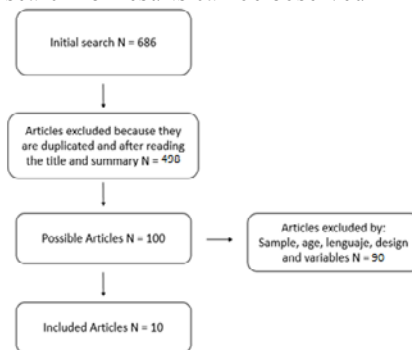 Initial search N = 686
Articles excluded because they
are duplicated and after reading
the title and summary N =
Possible Articles N = 100
Articles excluded by:
Sample, age, lenguaje, design
and variables N = 90
Included Articles N = 10